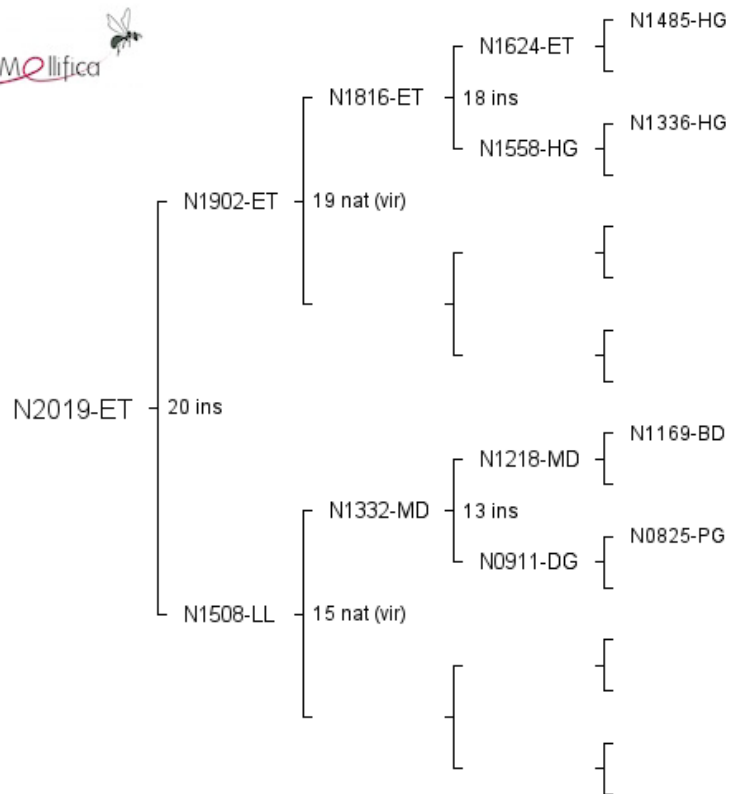 Mellifica
N1485-HG
N1624-ET
N1816-ET
18 ins
N1336-HG
N1558-HG
N1902-ET
19 nat (vir)
N2019-ET
20 ins
N1169-BD
N1218-MD
N1332-MD
13 ins
N0825-PG
N0911-DG
N1508-LL
15 nat (vir)